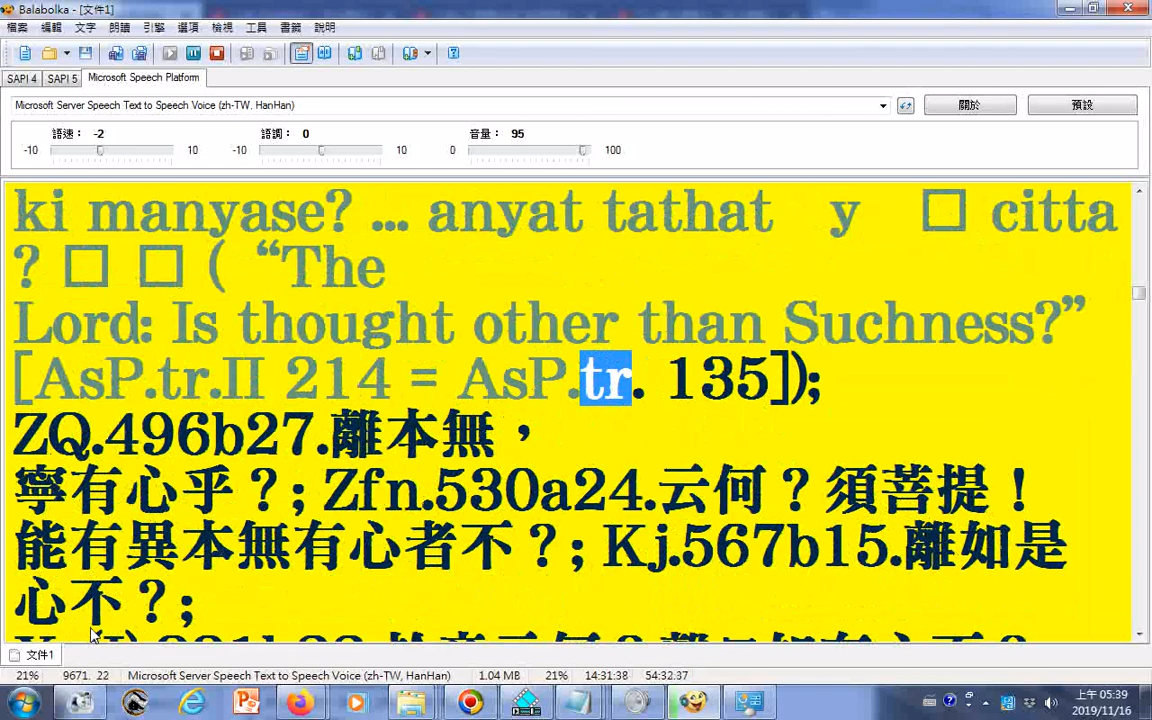 Balabolka - [文件1]
檔案 編輯 文字 朗讀 引擎 選項 檢視 工具 書籤 說明
SAPI 4 SAPI 5 Microsoft Speech Platform
Microsoft Server Speech Text to Speech Voice (zh-TW, HanHan) 關於 預設
語速： -2 語調： 0 音量： 95
-10 10 -10 10 0 100
ki manyase? ... anyat tathat y □ citta
? □ □ ( “The
Lord: Is thought other than Suchness?”
[AsP.tr.II 214 = AsP.tr. 135]);
ZQ.496b27.離本無，
寧有心乎？; Zfn.530a24.云何？須菩提！
能有異本無有心者不？; Kj.567b15.離如是
心不？;
文件1
21% 9671. 22 Microsoft Server Speech Text to Speech Voice (zh-TW, HanHan) 1.04 MB 21% 14:31:38 54:32.37
上午 05:39
2019/11/16